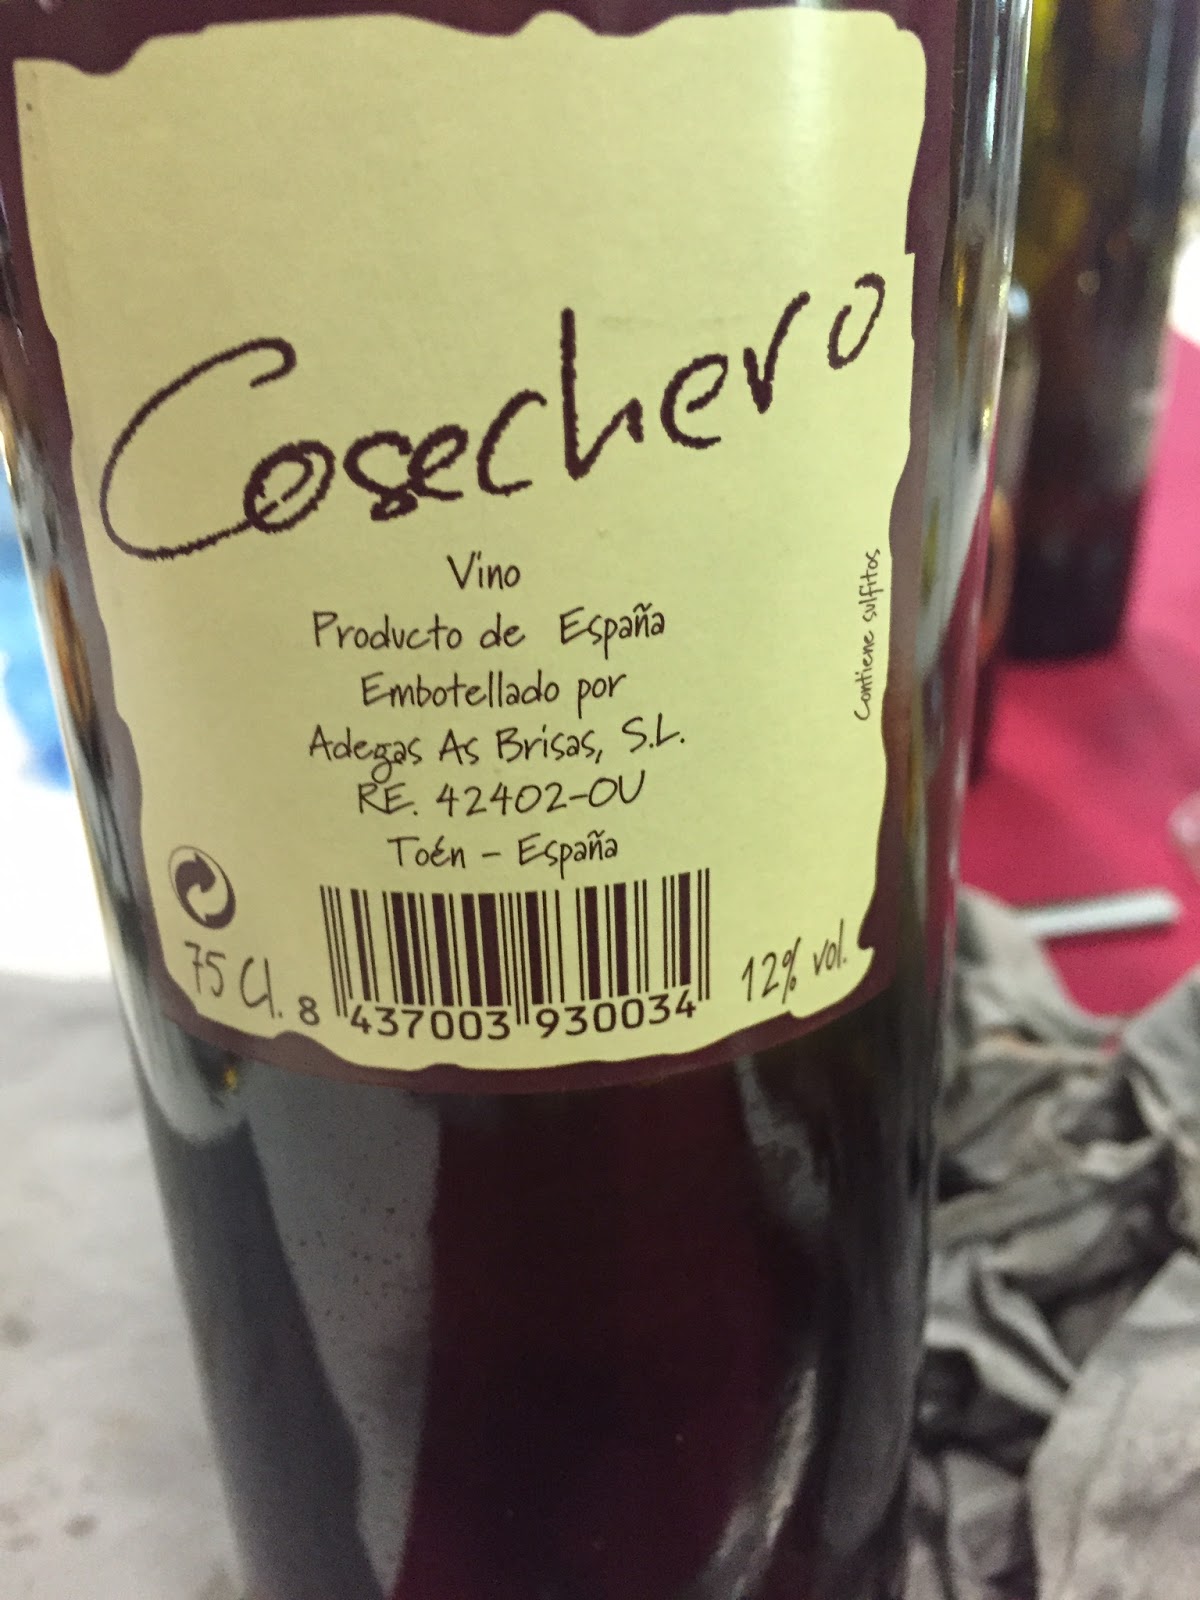 Cosechero
Vino
Producto de España
Embotellado por
Adegas As Brisas, S.L.
RE. 42402-OU
Toén - España
Contiene sulfitos
75 Cl.
8 437003 930034
12% vol.